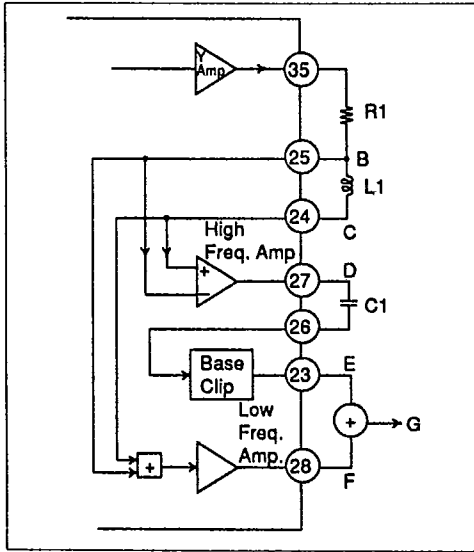 Y
Amp
35
R1
25
B
L1
24
C
High
Freq. Amp
+
−
27
D
C1
26
Base
Clip
23
E
Low
Freq.
Amp.
+
G
+
28
F